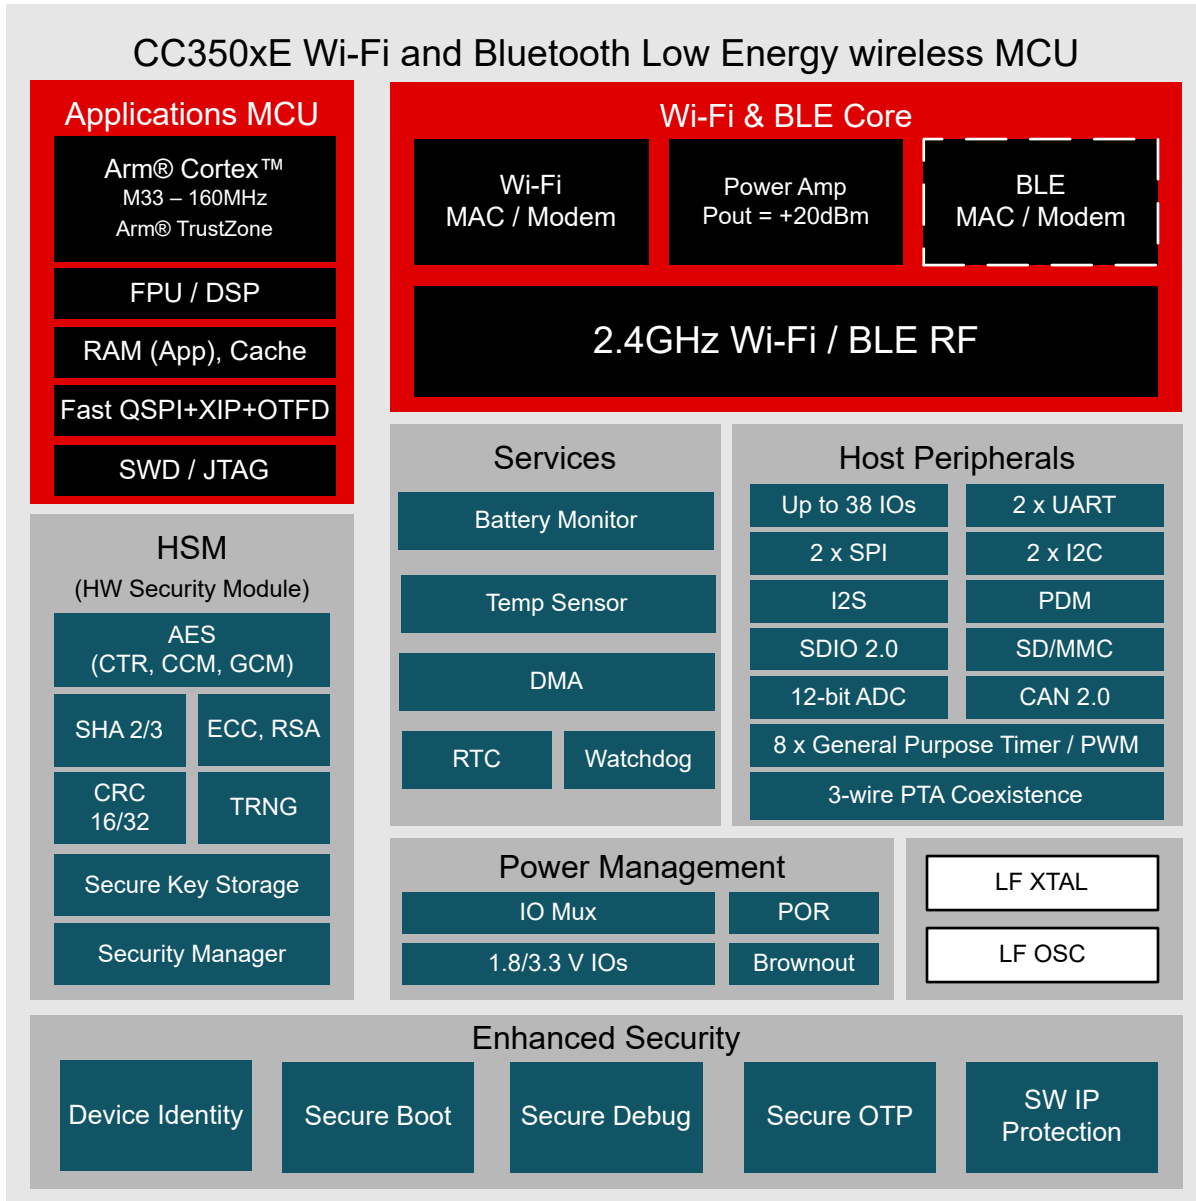 CC350xE Wi-Fi and Bluetooth Low Energy wireless MCU
Applications MCU
Arm® Cortex™
M33 – 160MHz
Arm® TrustZone
FPU / DSP
RAM (App), Cache
Fast QSPI+XIP+OTFD
SWD / JTAG
Wi-Fi & BLE Core
Wi-Fi
MAC / Modem
Power Amp
Pout = +20dBm
BLE
MAC / Modem
2.4GHz Wi-Fi / BLE RF
HSM
(HW Security Module)
AES
(CTR, CCM, GCM)
SHA 2/3
ECC, RSA
CRC
16/32
TRNG
Secure Key Storage
Security Manager
Services
Battery Monitor
Temp Sensor
DMA
RTC
Watchdog
Host Peripherals
Up to 38 IOs
2 x UART
2 x SPI
2 x I2C
I2S
PDM
SDIO 2.0
SD/MMC
12-bit ADC
CAN 2.0
8 x General Purpose Timer / PWM
3-wire PTA Coexistence
Power Management
IO Mux
POR
1.8/3.3 V IOs
Brownout
LF XTAL
LF OSC
Enhanced Security
Device Identity
Secure Boot
Secure Debug
Secure OTP
SW IP
Protection